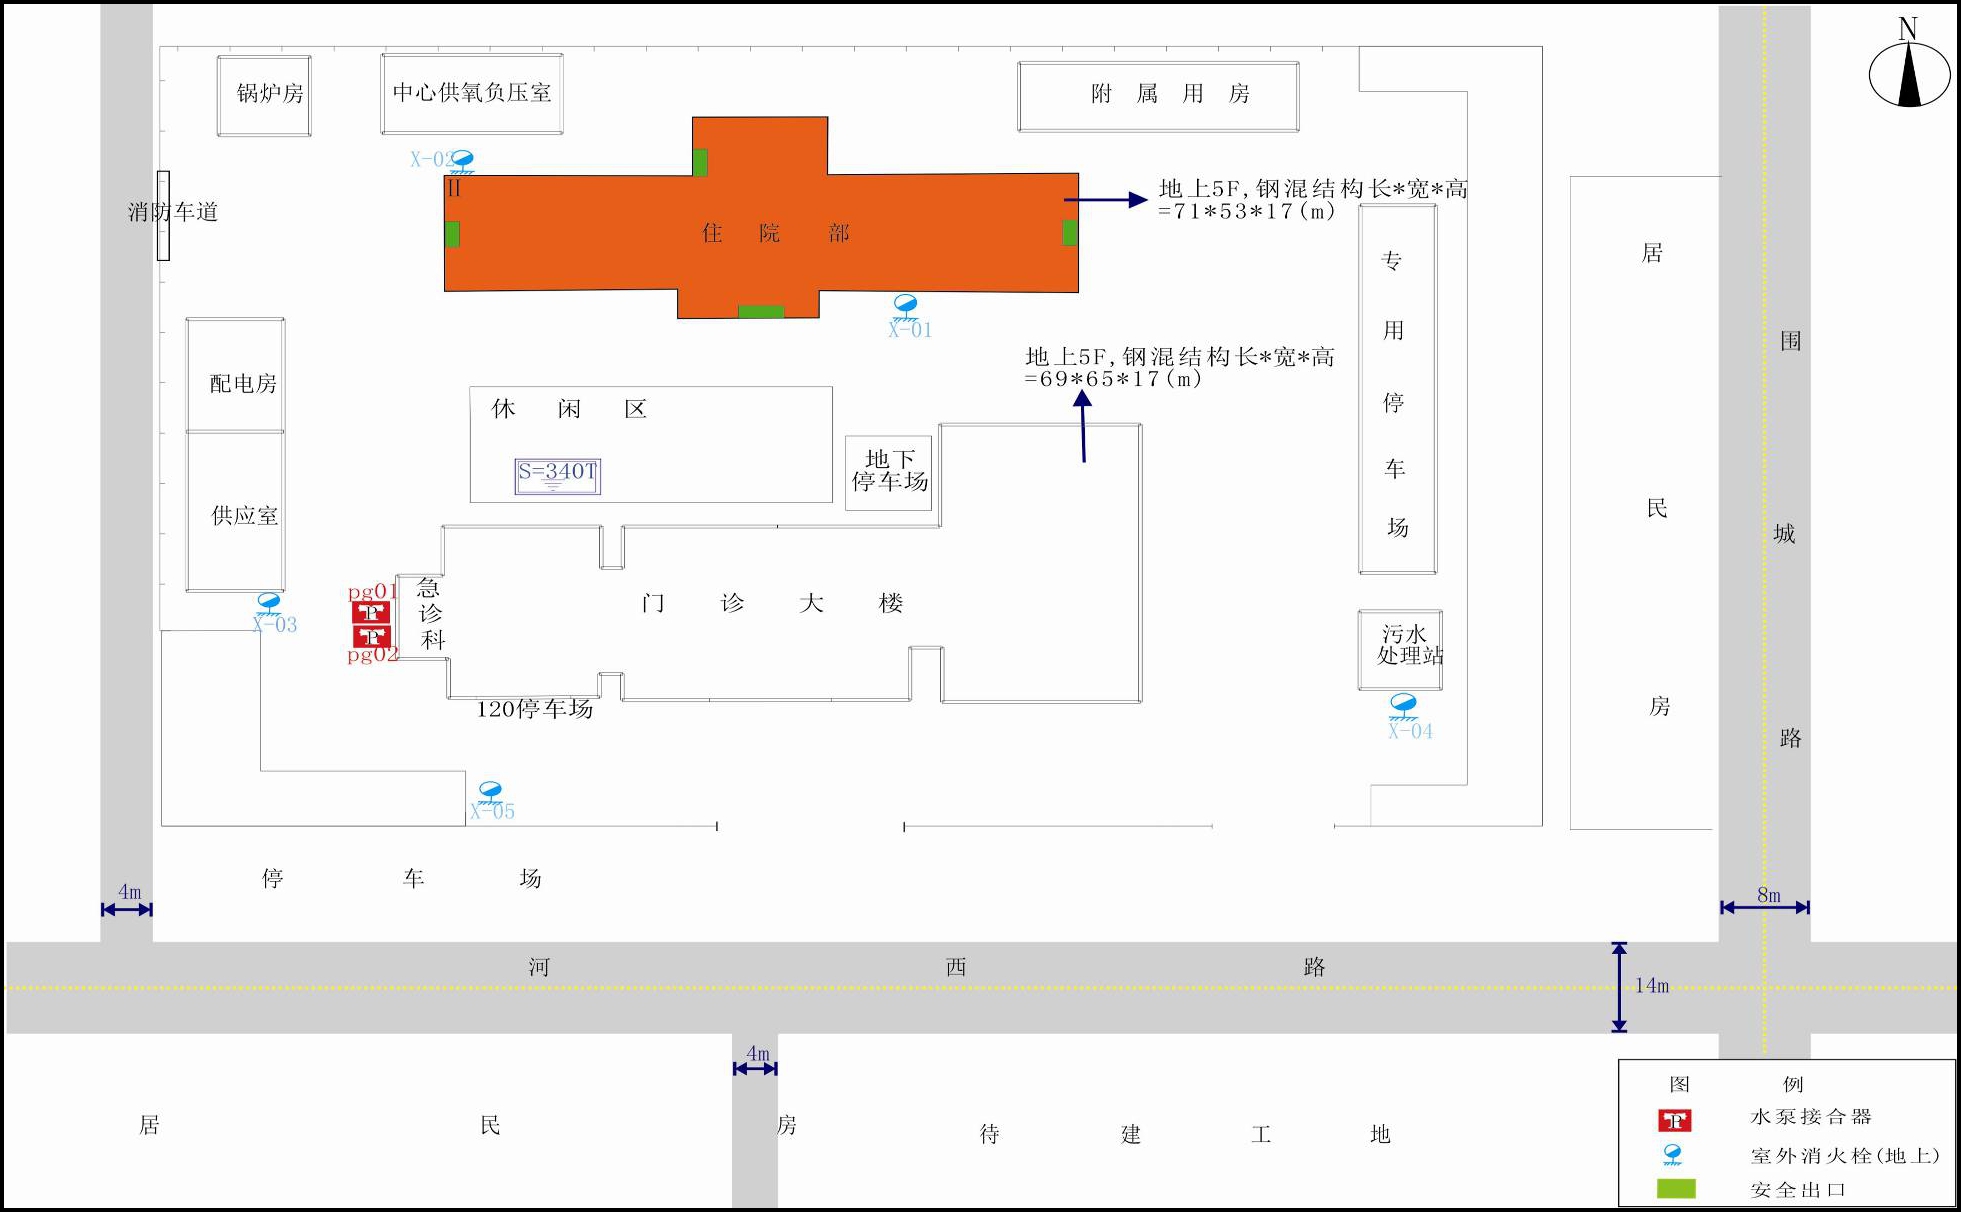 N
锅炉房
中心供氧负压室
附属用房
X-02
II
消防车道
住院部
地上5F,钢混结构长*宽*高
=71*53*17(m)
X-01
专用停车场
居民房
围城路
地上5F,钢混结构长*宽*高
=69*65*17(m)
配电房
休闲区
S=340T
地下
停车场
供应室
急诊科
门诊大楼
pg01
P
P
pg02
X-03
污水
处理站
X-04
120停车场
X-05
停车场
4m
8m
河西路
14m
4m
居民房
待建工地
图例
P
水泵接合器
室外消火栓(地上)
安全出口